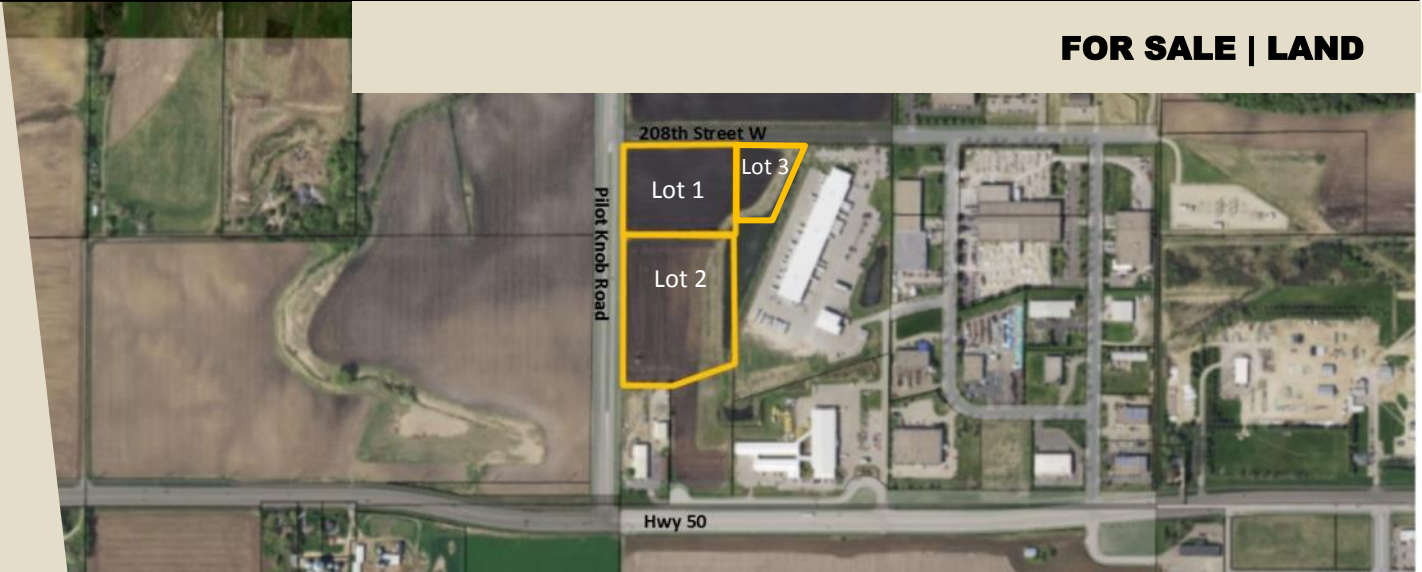 FOR SALE | LAND
208th Street W
Lot 1
Lot 3
Pilot Knob Road
Lot 2
Hwy 50